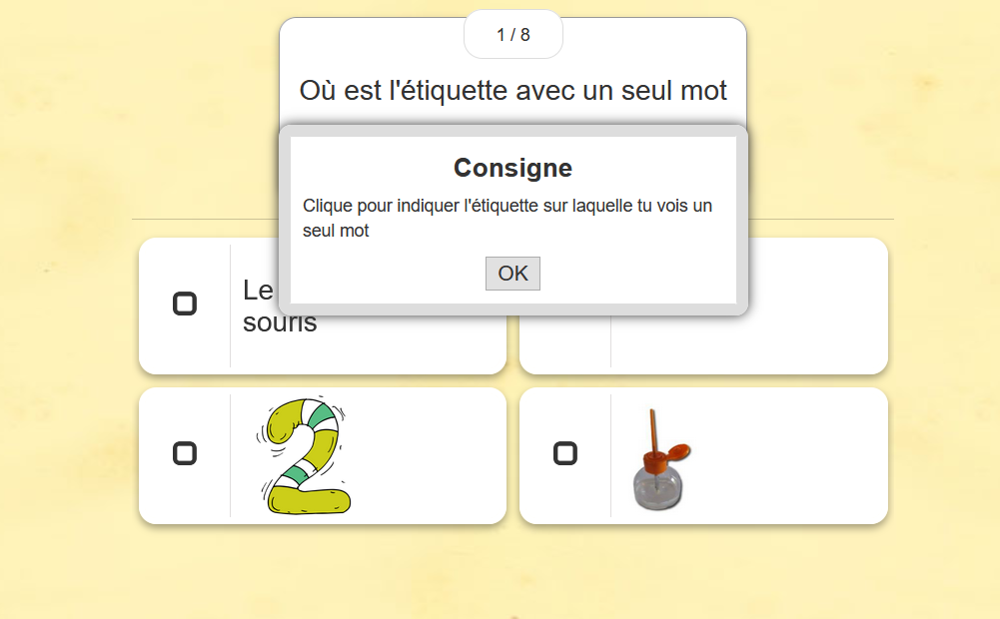 1 / 8
Où est l'étiquette avec un seul mot
Consigne
Clique pour indiquer l'étiquette sur laquelle tu vois un
seul mot
OK
Le
souris
2